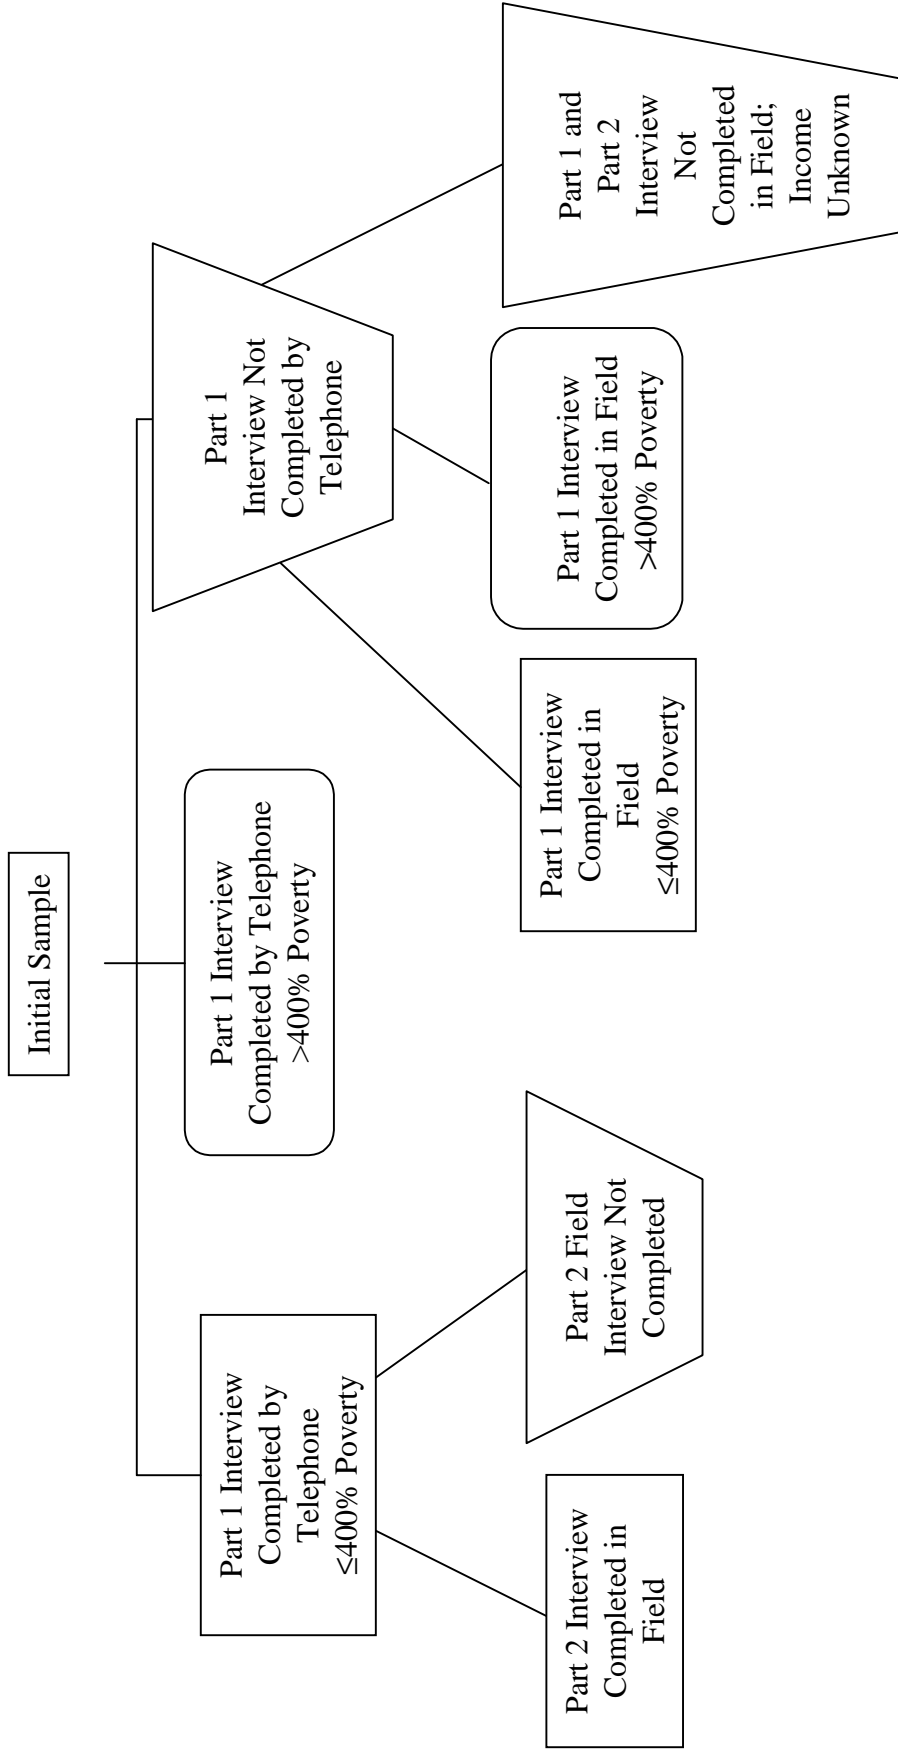 Initial Sample
Part 1 Interview
Completed by
Telephone
≤400% Poverty
Part 1 Interview
Completed by Telephone
>400% Poverty
Part 1
Interview Not
Completed by
Telephone
Part 2 Interview
Completed in
Field
Part 2 Field
Interview Not
Completed
Part 1 Interview
Completed in
Field
≤400% Poverty
Part 1 Interview
Completed in Field
>400% Poverty
Part 1 and
Part 2
Interview
Not
Completed
in Field;
Income
Unknown